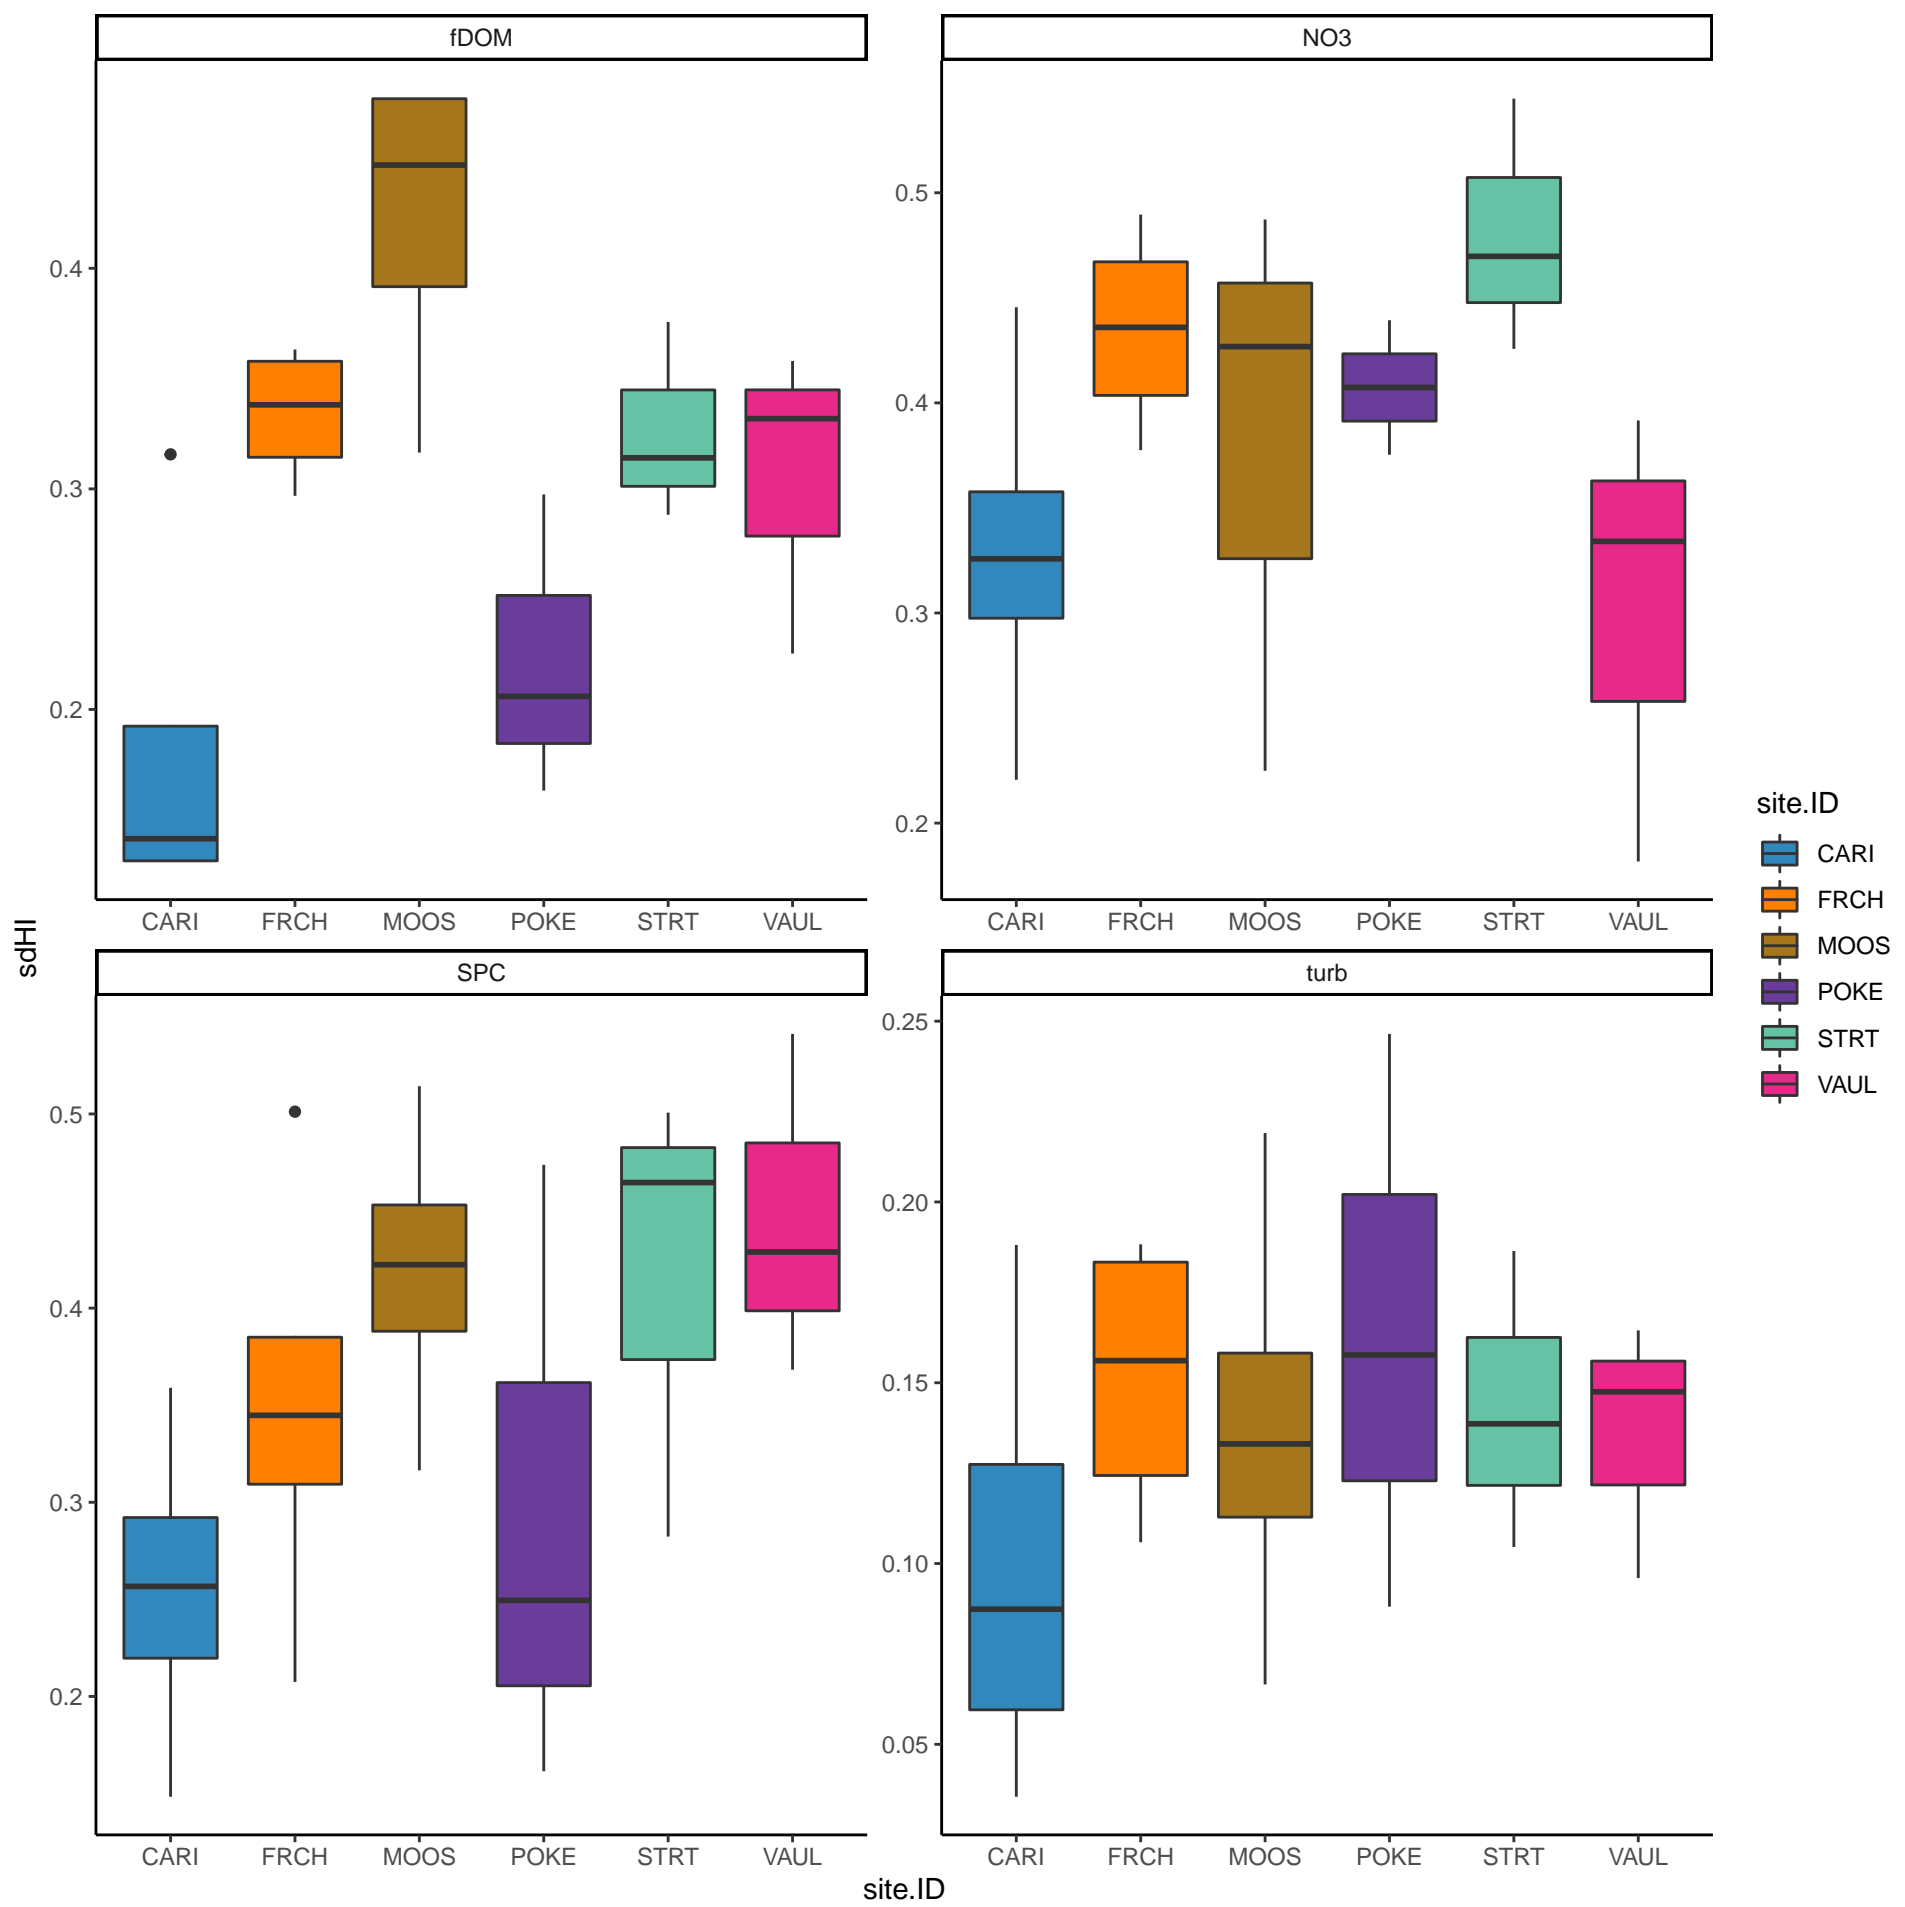 fDOM
NO3
0.4
0.3
0.2
0.5
0.4
0.3
0.2
CARI FRCH MOOS POKE STRT VAUL
CARI FRCH MOOS POKE STRT VAUL
SPC
turb
0.5
0.4
0.3
0.2
0.25
0.20
0.15
0.10
0.05
CARI FRCH MOOS POKE STRT VAUL
CARI FRCH MOOS POKE STRT VAUL
sdHI
site.ID
site.ID
CARI
FRCH
MOOS
POKE
STRT
VAUL